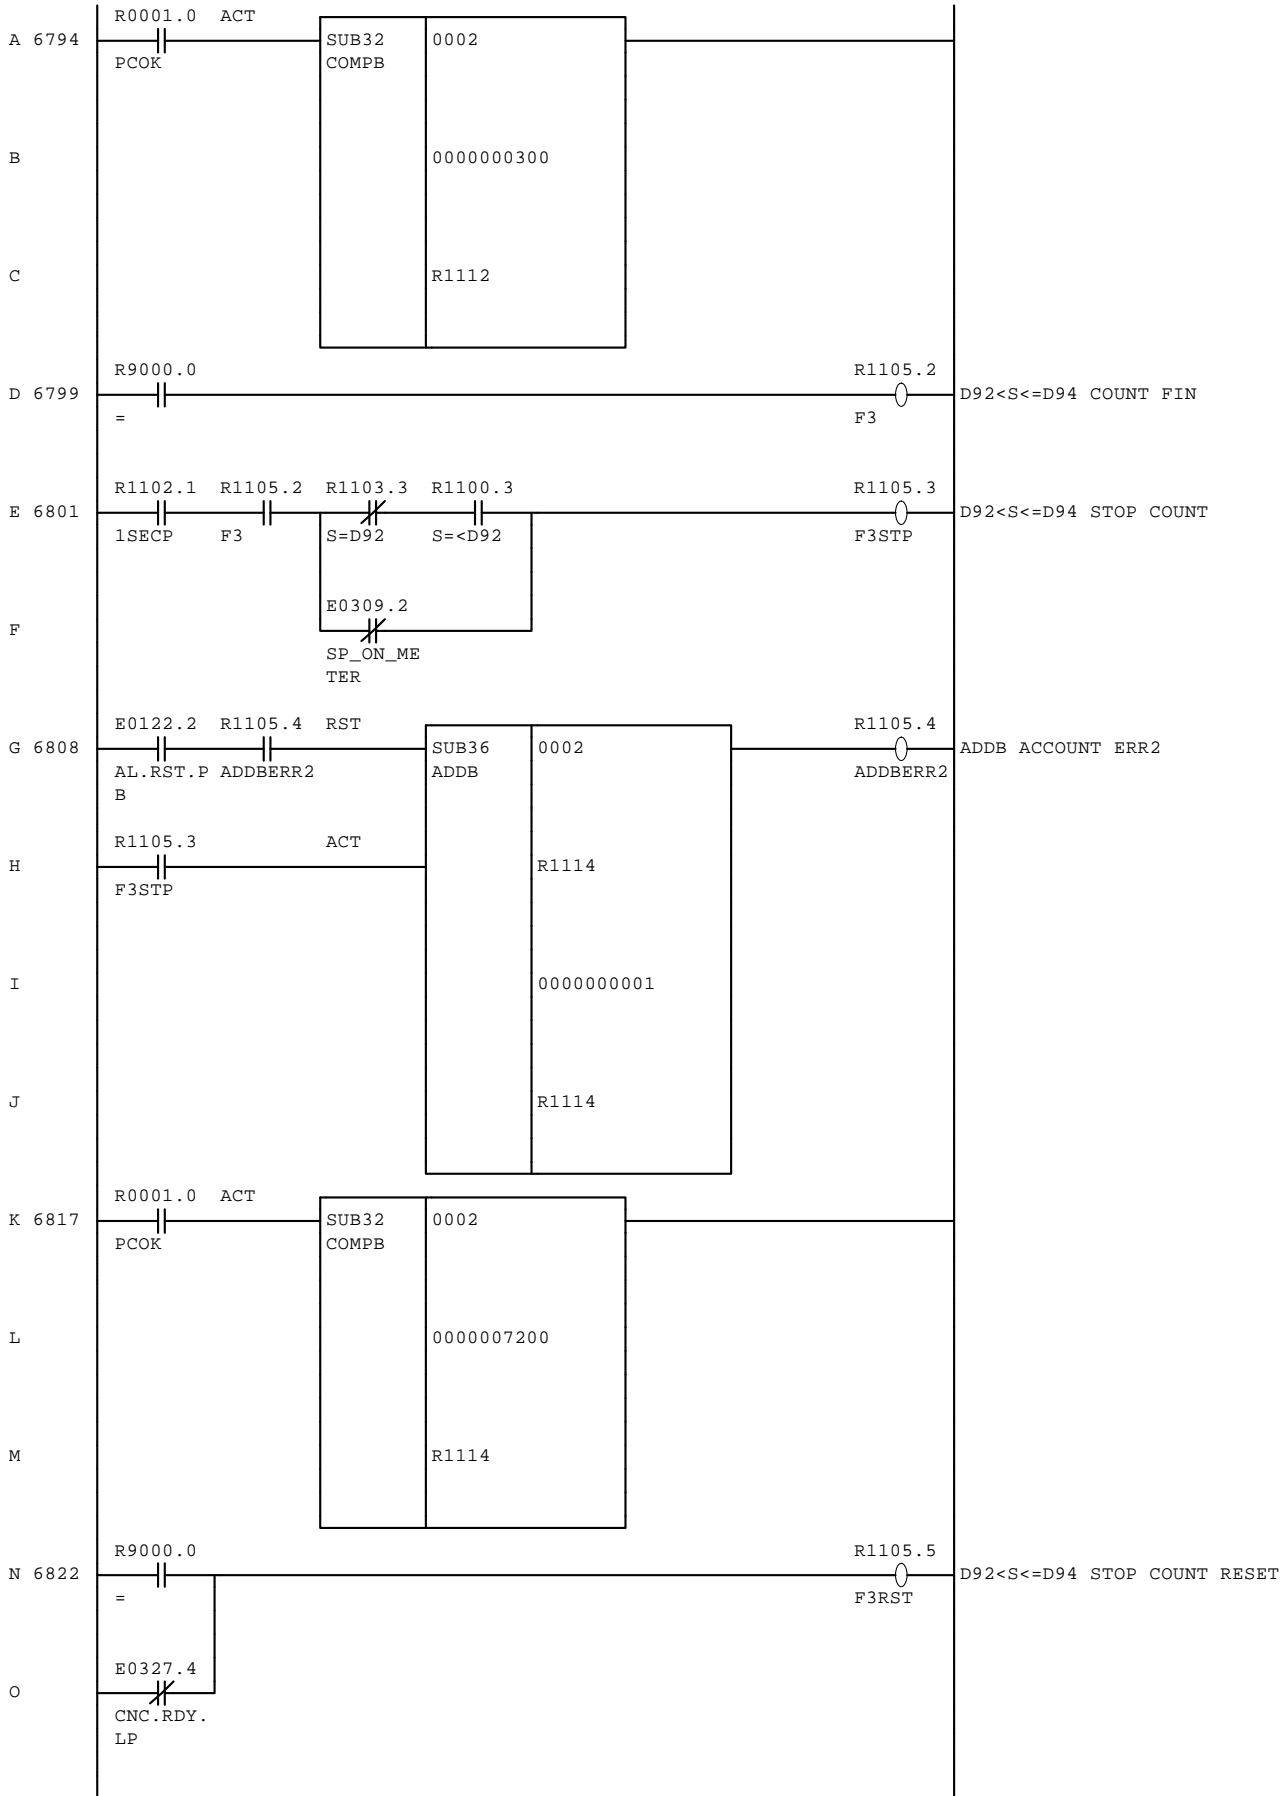 R0001.0 ACT
A 6794 SUB32 0002
PCOK COMPB
B 0000000300
C R1112
R9000.0 R1105.2
D 6799 D92<S<=D94 COUNT FIN
= F3
R1102.1 R1105.2 R1103.3 R1100.3 R1105.3
E 6801 D92<S<=D94 STOP COUNT
1SECP F3 S=D92 S=<D92 F3STP
E0309.2
F
SP_ON_ME
TER
E0122.2 R1105.4 RST R1105.4
G 6808 SUB36 0002 ADDB ACCOUNT ERR2
AL.RST.P ADDBERR2 ADDB ADDBERR2
B
R1105.3 ACT
H R1114
F3STP
I 0000000001
J R1114
R0001.0 ACT
K 6817 SUB32 0002
PCOK COMPB
L 0000007200
M R1114
R9000.0 R1105.5
N 6822 D92<S<=D94 STOP COUNT RESET
= F3RST
E0327.4
O
CNC.RDY.
LP